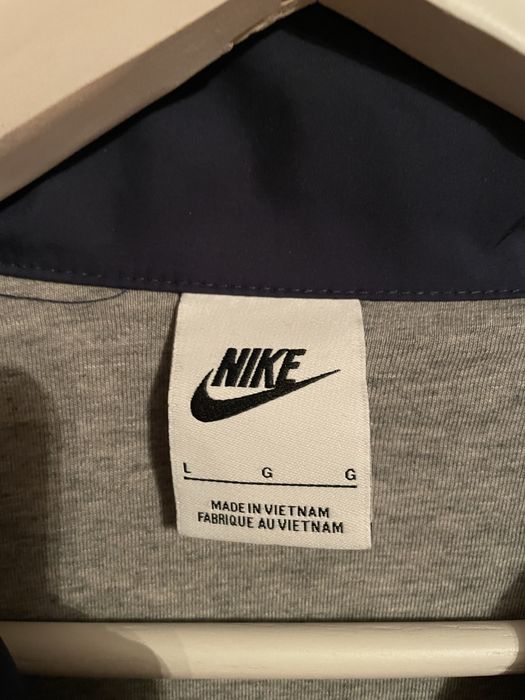 NIKE
L G G
MADE IN VIETNAM
FABRIQUE AU VIETNAM